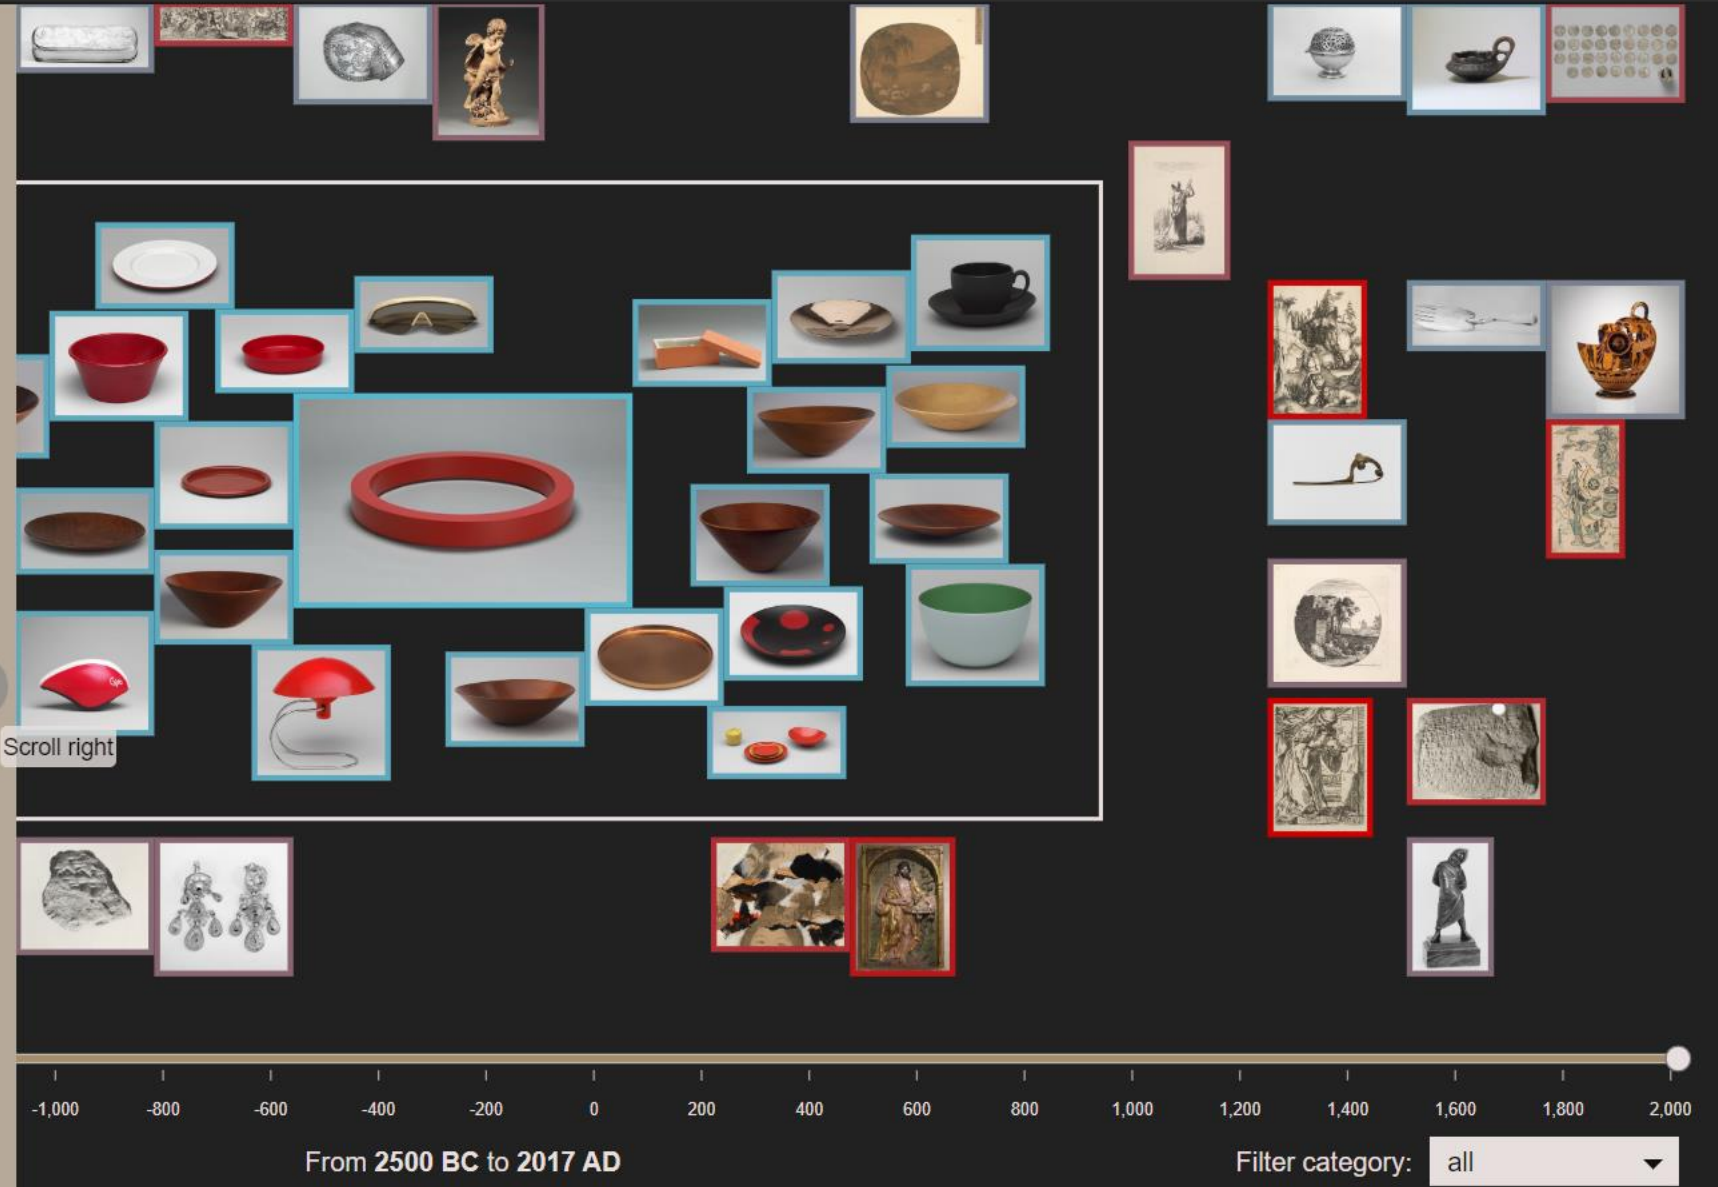 Scroll right
-1,000 -800 -600 -400 -200 0 200 400 600 800 1,000 1,200 1,400 1,600 1,800 2,000
From 2500 BC to 2017 AD
Filter category: all